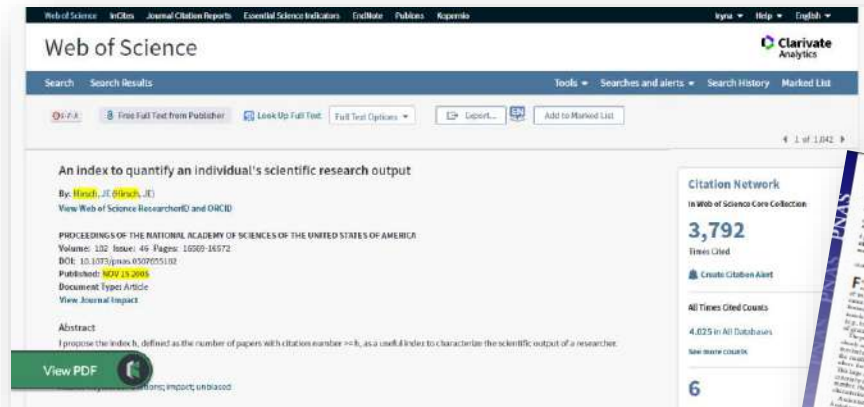 Web of Science InCites Journal Citation Reports Essential Science Indicators EndNote Publons Kopernio
Iryna Help English
Web of Science
Clarivate
Analytics
Search Search Results
Tools Searches and alerts Search History Marked List
Free Full Text from Publisher Look Up Full Text Full Text Options Export... EN Add to Marked List
1 of 1,042
An index to quantify an individual's scientific research output
By: Hirsch, JE (Hirsch, JE)
View Web of Science ResearcherID and ORCID
PROCEEDINGS OF THE NATIONAL ACADEMY OF SCIENCES OF THE UNITED STATES OF AMERICA
Volume: 102 Issue: 46 Pages: 16569-16572
DOI: 10.1073/pnas.0507655102
Published: NOV 15 2005
Document Type: Article
View Journal Impact
Abstract
I propose the index h, defined as the number of papers with citation number >= h, as a useful index to characterize the scientific output of a researcher.
View PDF
impact; unbiased
Citation Network
In Web of Science Core Collection
3,792
Times Cited
Create Citation Alert
All Times Cited Counts
4,025 in All Databases
See more counts
6
PNAS
PNAS